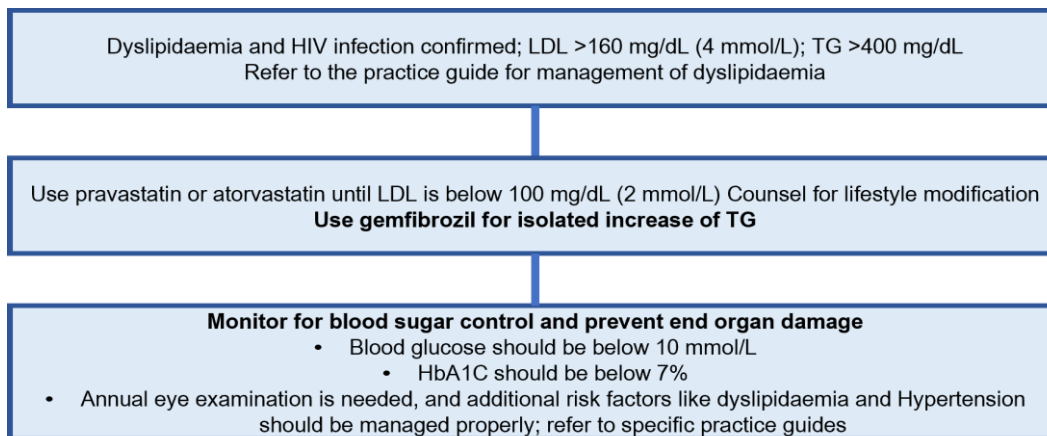 Dyslipidaemia and HIV infection confirmed; LDL >160 mg/dL (4 mmol/L); TG >400 mg/dL
Refer to the practice guide for management of dyslipidaemia
Use pravastatin or atorvastatin until LDL is below 100 mg/dL (2 mmol/L) Counsel for lifestyle modification
Use gemfibrozil for isolated increase of TG
Monitor for blood sugar control and prevent end organ damage
• Blood glucose should be below 10 mmol/L
• HbA1C should be below 7%
• Annual eye examination is needed, and additional risk factors like dyslipidaemia and Hypertension
should be managed properly; refer to specific practice guides